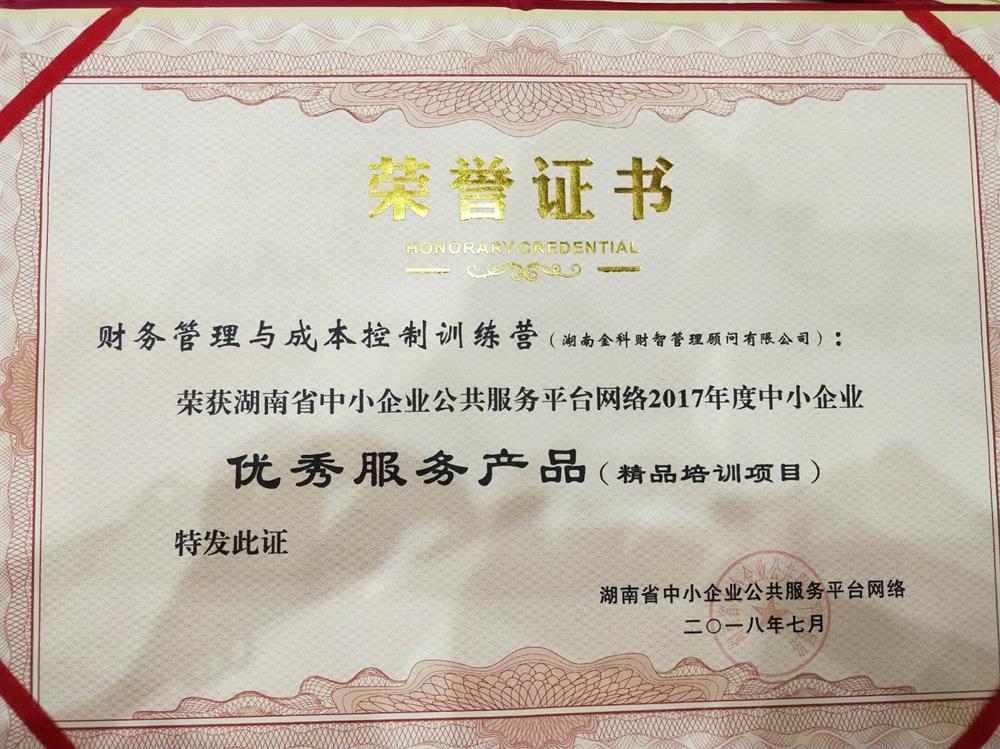 荣誉证书
HONORARY CREDENTIAL
财务管理与成本控制训练营（湖南金科财智管理顾问有限公司）：
荣获湖南省中小企业公共服务平台网络2017年度中小企业
优秀服务产品（精品培训项目）
特发此证
湖南省中小企业公共服务平台网络
二〇一八年七月